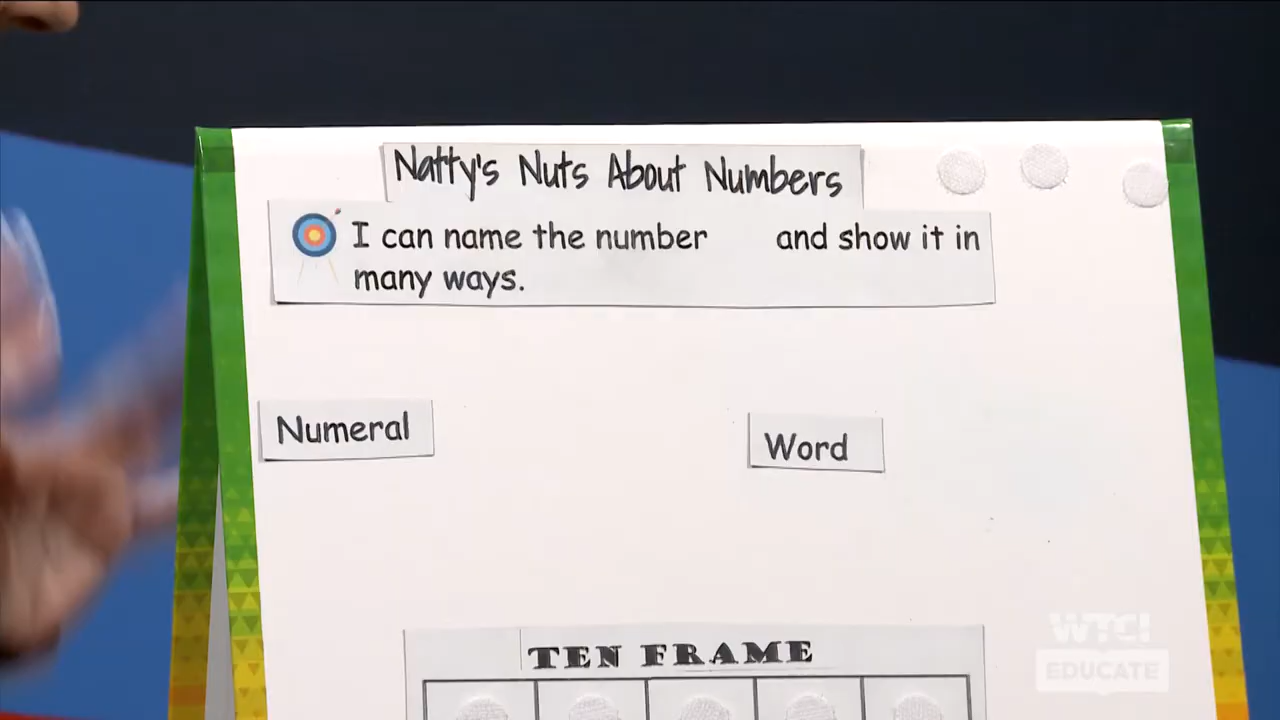 Natty's Nuts About Numbers
I can name the number and show it in
many ways.
Numeral
Word
TEN FRAME
WTCI
EDUCATE